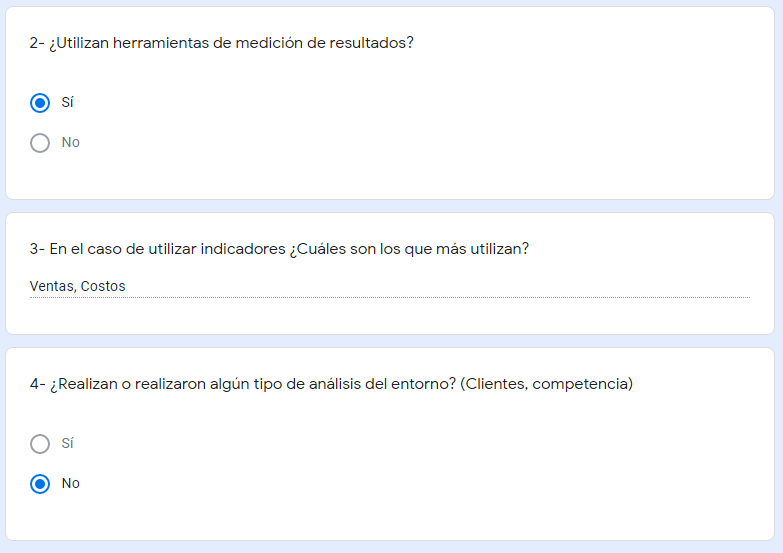 2- ¿Utilizan herramientas de medición de resultados?
Sí
No
3- En el caso de utilizar indicadores ¿Cuáles son los que más utilizan?
Ventas, Costos
4- ¿Realizan o realizaron algún tipo de análisis del entorno? (Clientes, competencia)
Sí
No